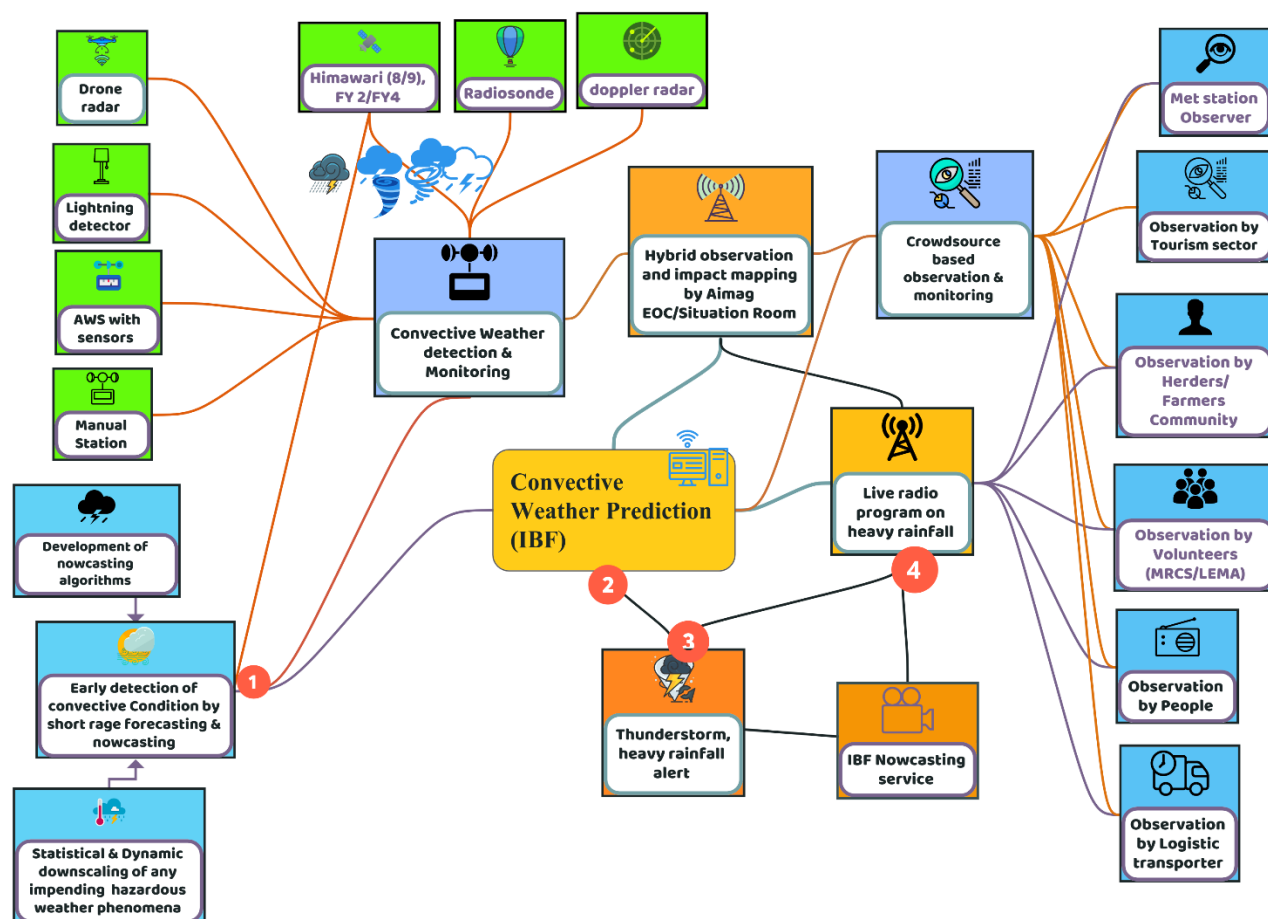 Drone
radar
Himawari (8/9),
FY 2/FY4
Radiosonde
doppler radar
Met station
Observer
Lightning
detector
Observation by
Tourism sector
Hybrid observation
and impact mapping
by Aimag
EOC/Situation Room
Crowdsource
based
observation &
monitoring
AWS with
sensors
Convective Weather
detection &
Monitoring
Observation by
Herders/
Farmers
Community
Manual
Station
Convective
Weather Prediction
(IBF)
Live radio
program on
heavy rainfall
Observation by
Volunteers
(MRCS/LEMA)
Development of
nowcasting
algorithms
2
4
3
1
Early detection of
convective Condition by
short rage forecasting &
nowcasting
Thunderstorm,
heavy rainfall
alert
IBF Nowcasting
service
Observation
by People
Observation
by Logistic
transporter
Statistical & Dynamic
downscaling of any
impending hazardous
weather phenomena